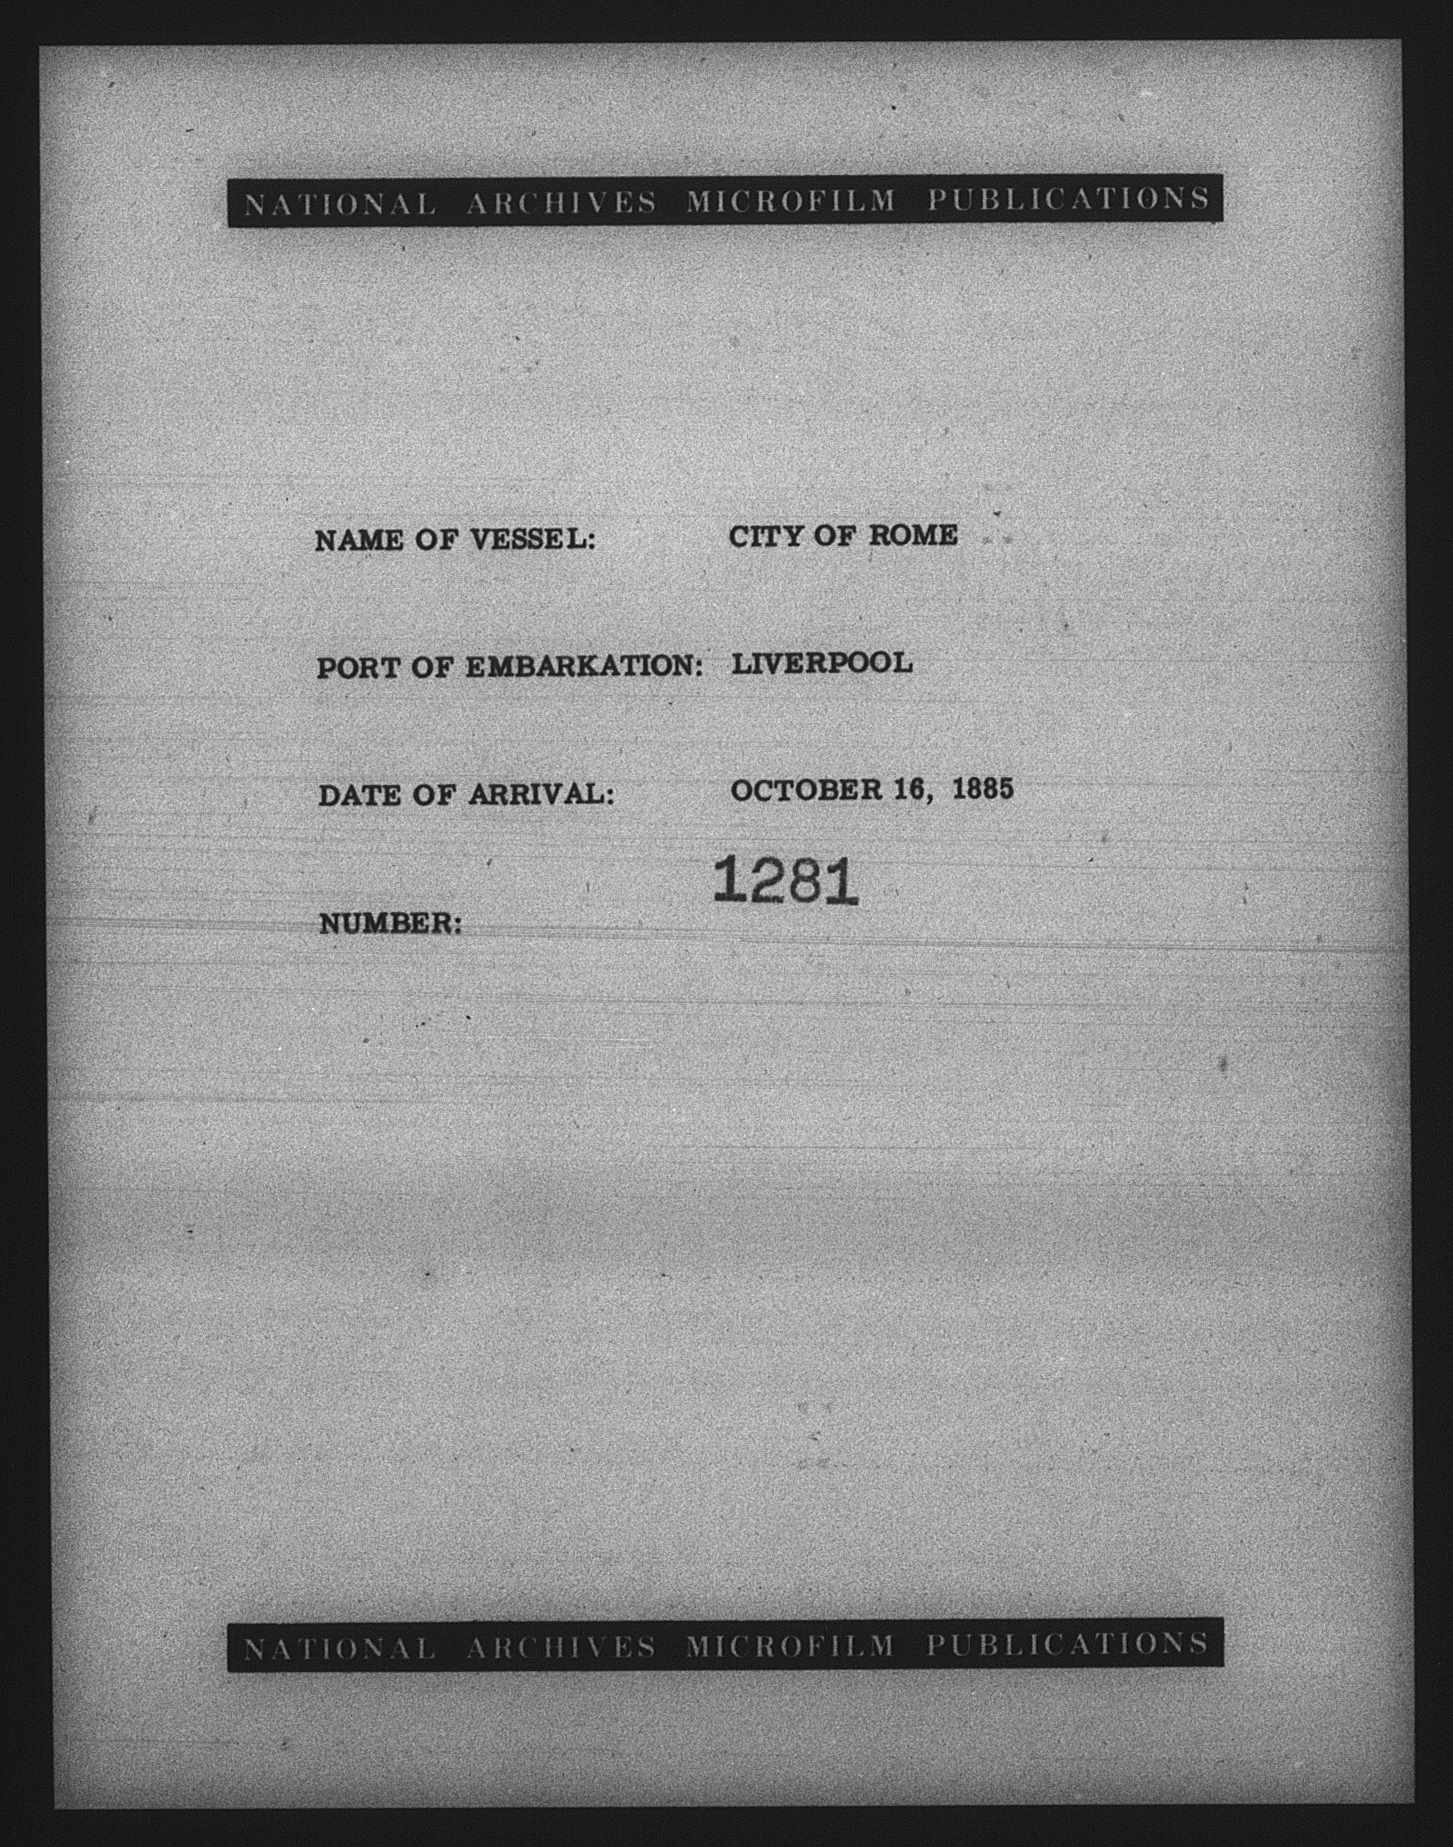 NATIONAL ARCHIVES MICROFILM PUBLICATIONS
NAME OF VESSEL: CITY OF ROME
PORT OF EMBARKATION: LIVERPOOL
DATE OF ARRIVAL: OCTOBER 16, 1885
1281
NUMBER:
NATIONAL ARCHIVES MICROFILM PUBLICATIONS